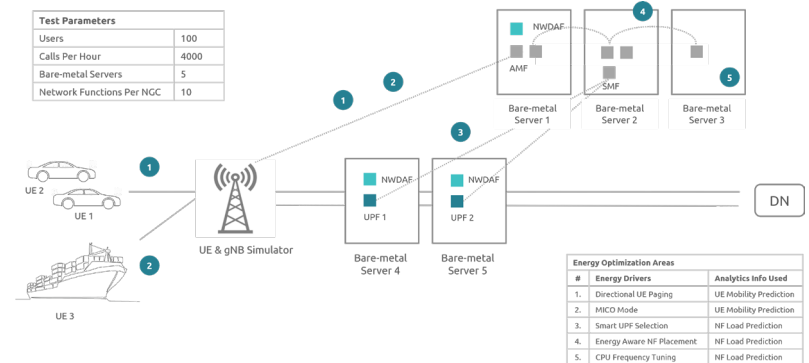 Test Parameters
Users 100
Calls Per Hour 4000
Bare-metal Servers 5
Network Functions Per NGC 10
4
NWDAF
AMF
SMF
5
2
1
Bare-metal Server 1
Bare-metal Server 2
Bare-metal Server 3
3
1
UE 2
UE 1
NWDAF
UPF 1
NWDAF
UPF 2
DN
UE & gNB Simulator
Bare-metal Server 4
Bare-metal Server 5
2
UE 3
Energy Optimization Areas
# Energy Drivers Analytics Info Used
1. Directional UE Paging UE Mobility Prediction
2. MICO Mode UE Mobility Prediction
3. Smart UPF Selection NF Load Prediction
4. Energy Aware NF Placement NF Load Prediction
5. CPU Frequency Tuning NF Load Prediction